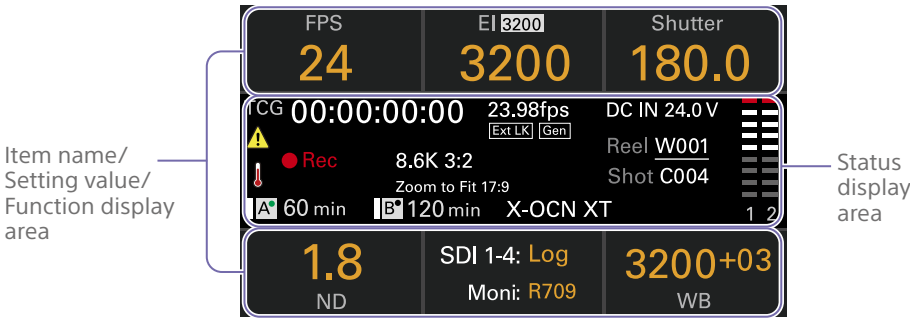 FPS
EI 3200
Shutter
24
3200
180.0
TCG 00:00:00:00
23.98fps
DC IN 24.0 V
Ext LK Gen
Reel W001
Rec
8.6K 3:2
Shot C004
Zoom to Fit 17:9
A 60 min
B 120 min
X-OCN XT
1 2
1.8
SDI 1-4: Log
3200+03
ND
Moni: R709
WB
Item name/
Setting value/
Function display
area
Status
display
area